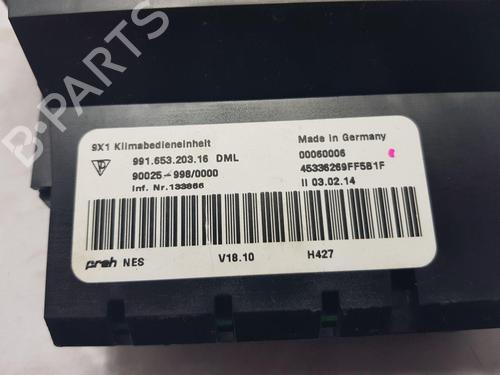 B-PARTS
9X1 Klimabedieneinheit
Made in Germany
991.653.203.16 DML
00060006
90025-998/0000
45336269FF5B1F
Inf. Nr.133866
II 03.02.14
preh NES
V18.10
H427